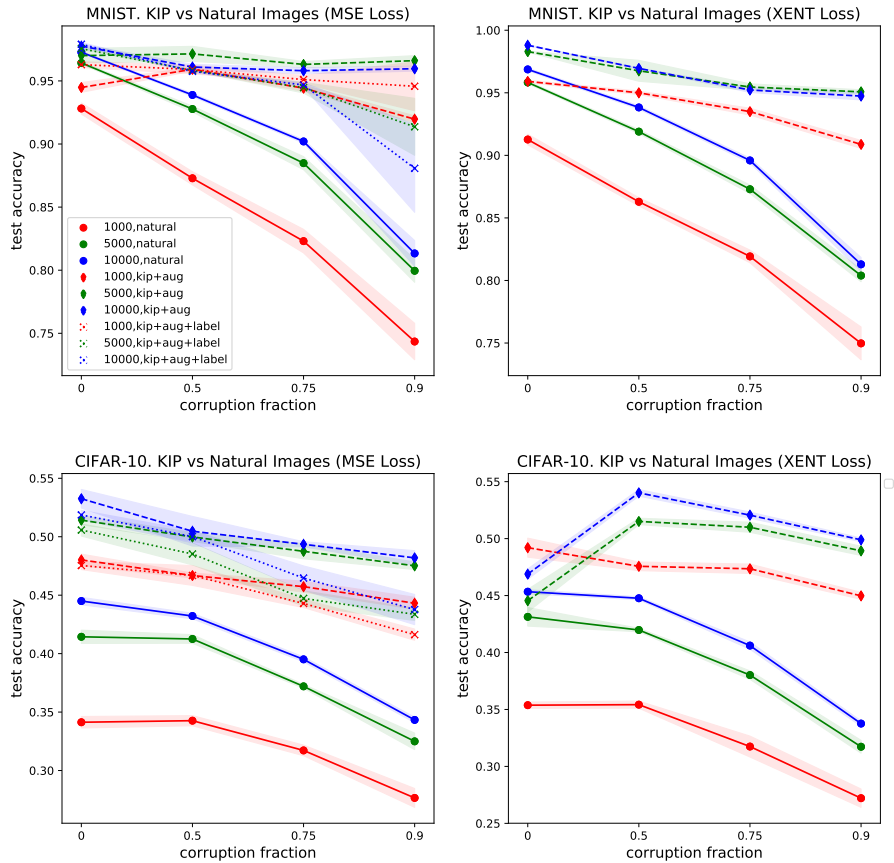 MNIST. KIP vs Natural Images (MSE Loss)
test accuracy
0.95
0.90
0.85
0.80
0.75
1000,natural
5000,natural
10000,natural
1000,kip+aug
5000,kip+aug
10000,kip+aug
1000,kip+aug+label
5000,kip+aug+label
10000,kip+aug+label
0 0.5 0.75 0.9
corruption fraction
MNIST. KIP vs Natural Images (XENT Loss)
test accuracy
1.00
0.95
0.90
0.85
0.80
0.75
0 0.5 0.75 0.9
corruption fraction
CIFAR-10. KIP vs Natural Images (MSE Loss)
test accuracy
0.55
0.50
0.45
0.40
0.35
0.30
0 0.5 0.75 0.9
corruption fraction
CIFAR-10. KIP vs Natural Images (XENT Loss)
test accuracy
0.55
0.50
0.45
0.40
0.35
0.30
0.25
0 0.5 0.75 0.9
corruption fraction